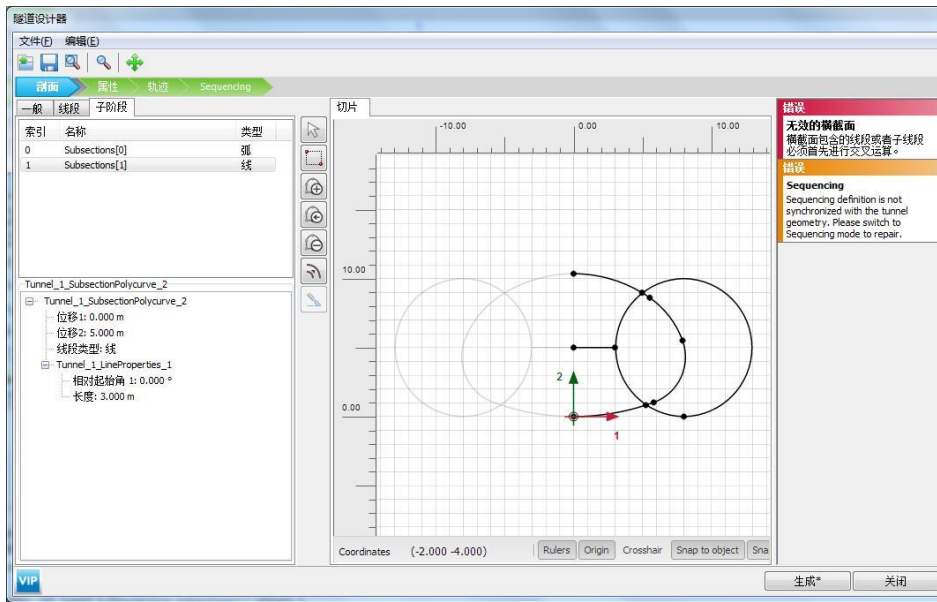 隧道设计器
文件(F) 编辑(E)
剖面 属性 轨迹 Sequencing
一般 线段 子阶段
索引 名称 类型
0 Subsections[0] 弧
1 Subsections[1] 线
Tunnel_1_SubsectionPolycurve_2
Tunnel_1_SubsectionPolycurve_2
位移1: 0.000 m
位移2: 5.000 m
线段类型: 线
Tunnel_1_LineProperties_1
相对起始角 1: 0.000 °
长度: 3.000 m
切片
-10.00 0.00 10.00
10.00
0.00
2
1
Coordinates (-2.000 -4.000) Rulers Origin Crosshair Snap to object Sna
错误
无效的横截面
横截面包含的线段或者子线段
必须首先进行交叉运算。
错误
Sequencing
Sequencing definition is not
synchronized with the tunnel
geometry. Please switch to
Sequencing mode to repair.
VIP
生成* 关闭